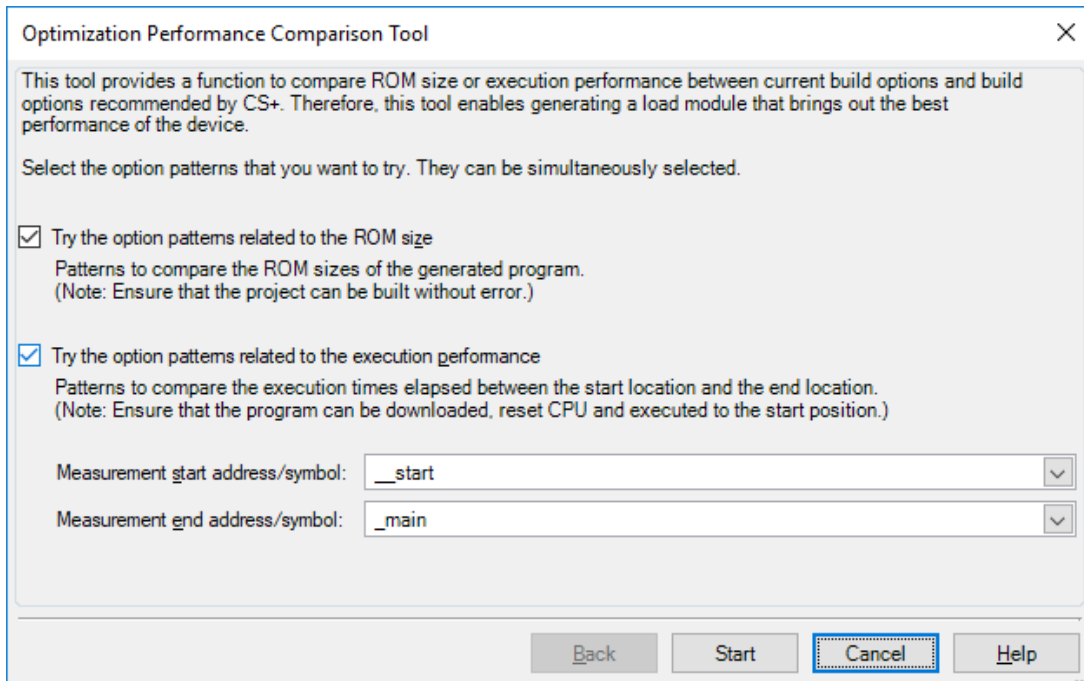 Optimization Performance Comparison Tool
This tool provides a function to compare ROM size or execution performance between current build options and build
options recommended by CS+. Therefore, this tool enables generating a load module that brings out the best
performance of the device.
Select the option patterns that you want to try. They can be simultaneously selected.
Try the option patterns related to the ROM size
Patterns to compare the ROM sizes of the generated program.
(Note: Ensure that the project can be built without error.)
Try the option patterns related to the execution performance
Patterns to compare the execution times elapsed between the start location and the end location.
(Note: Ensure that the program can be downloaded, reset CPU and executed to the start position.)
Measurement start address/symbol: __start
Measurement end address/symbol: _main
Back Start Cancel Help